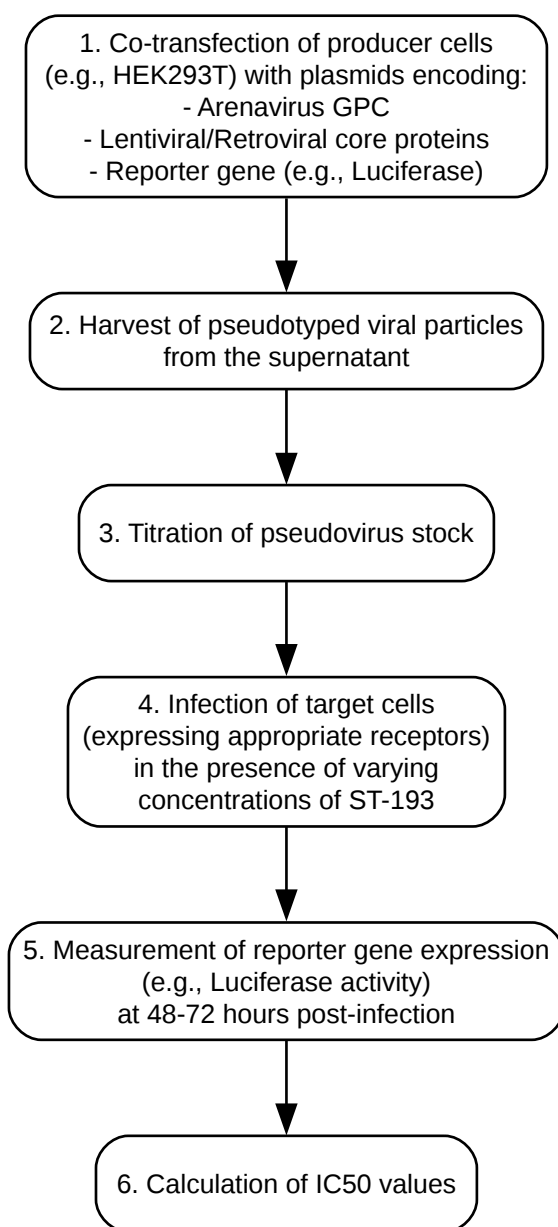 1. Co-transfection of producer cells
(e.g., HEK293T) with plasmids encoding:
- Arenavirus GPC
- Lentiviral/Retroviral core proteins
- Reporter gene (e.g., Luciferase)
2. Harvest of pseudotyped viral particles
from the supernatant
3. Titration of pseudovirus stock
4. Infection of target cells
(expressing appropriate receptors)
in the presence of varying
concentrations of ST-193
5. Measurement of reporter gene expression
(e.g., Luciferase activity)
at 48-72 hours post-infection
6. Calculation of IC50 values